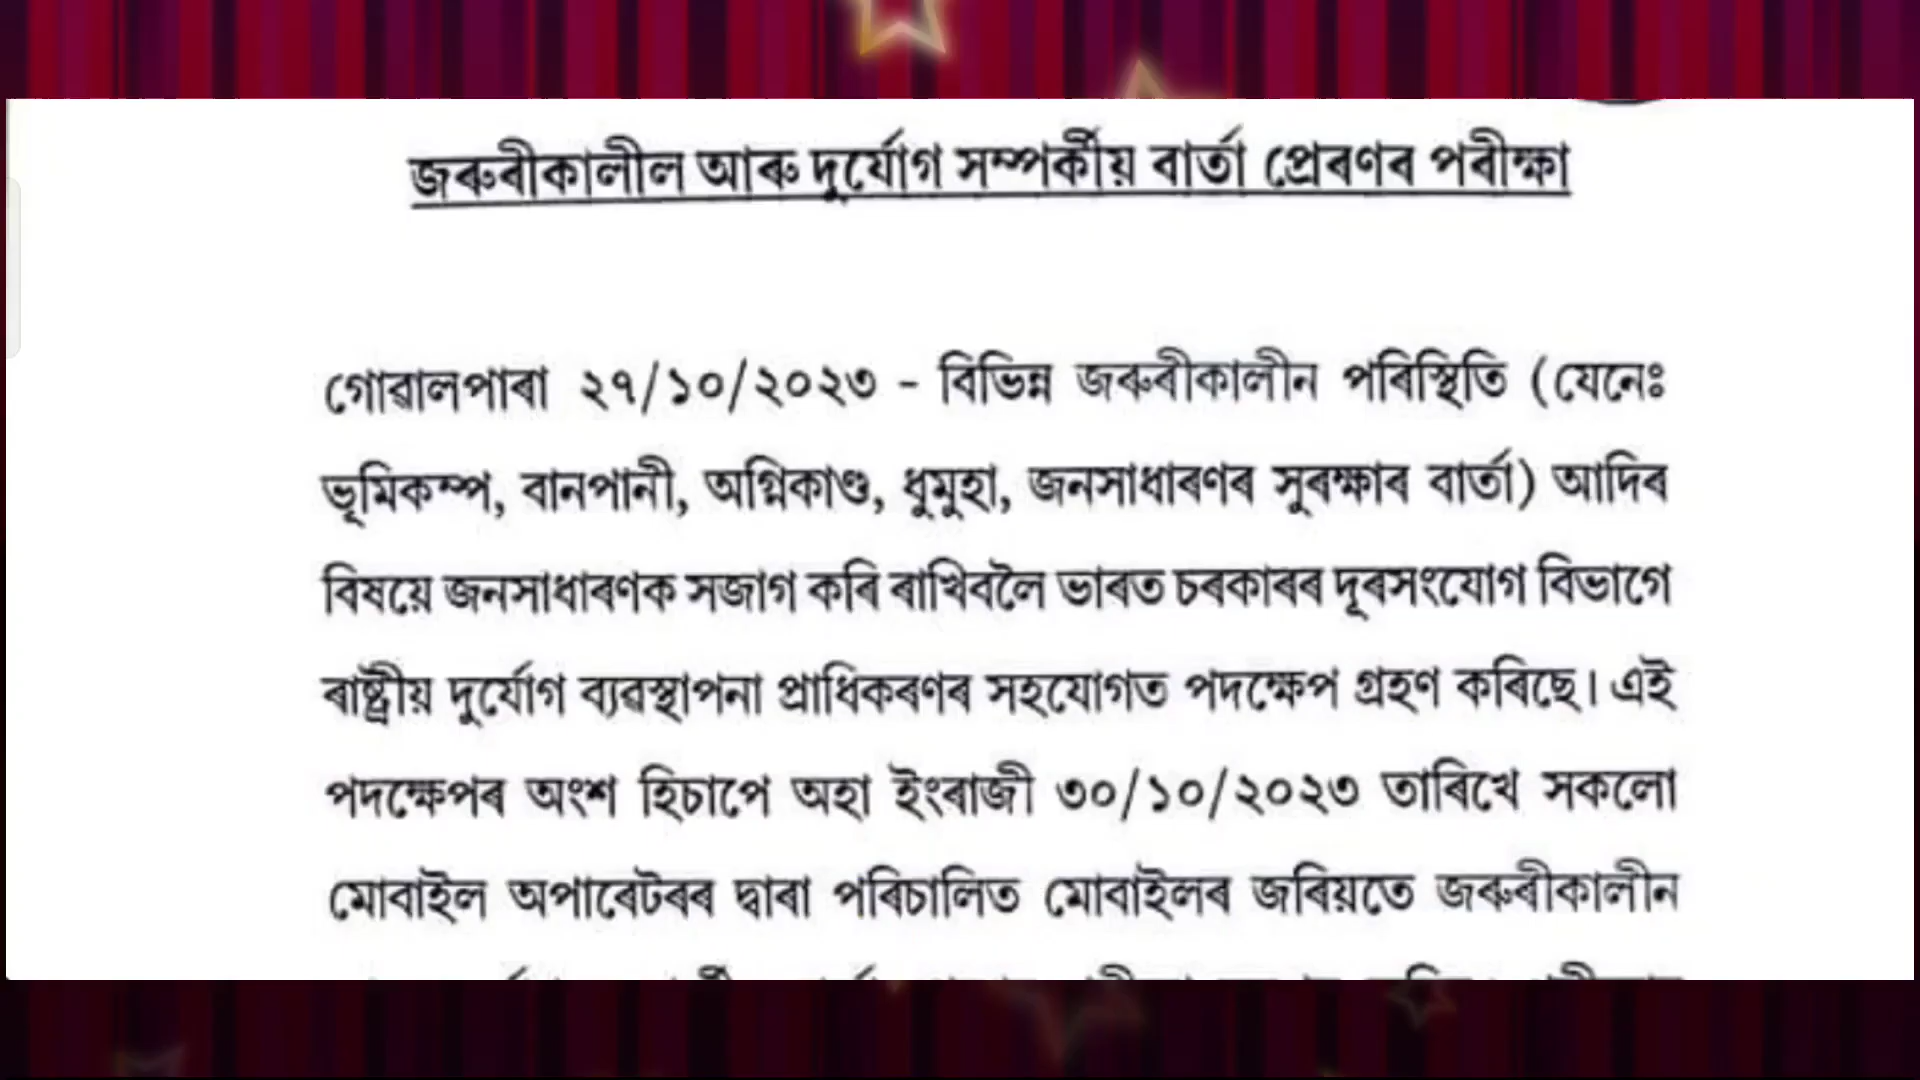 জৰুৰীকালীল আৰু দুৰ্যোগ সম্পৰ্কীয় বাৰ্তা প্ৰেৰণৰ পৰীক্ষা
গোৱালপাৰা ২৭/১০/২০২৩ - বিভিন্ন জৰুৰীকালীন পৰিস্থিতি (যেনেঃ
ভূমিকম্প, বানপানী, অগ্নিকাণ্ড, ধুমুহা, জনসাধাৰণৰ সুৰক্ষাৰ বাৰ্তা) আদিৰ
বিষয়ে জনসাধাৰণক সজাগ কৰি ৰাখিবলৈ ভাৰত চৰকাৰৰ দূৰসংযোগ বিভাগে
ৰাষ্ট্ৰীয় দুৰ্যোগ ব্যৱস্থাপনা প্ৰাধিকৰণৰ সহযোগত পদক্ষেপ গ্ৰহণ কৰিছে। এই
পদক্ষেপৰ অংশ হিচাপে অহা ইংৰাজী ৩০/১০/২০২৩ তাৰিখে সকলো
মোবাইল অপাৰেটৰৰ দ্বাৰা পৰিচালিত মোবাইলৰ জৰিয়তে জৰুৰীকালীন